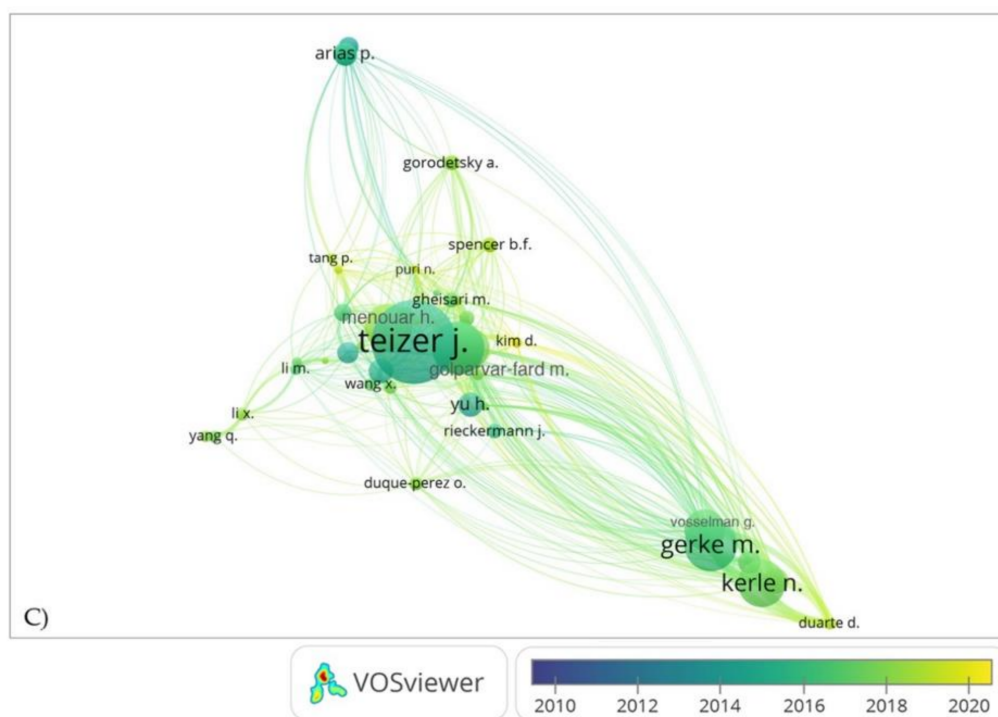 arias p.
gorodetsky a.
spencer b.f.
tang p.
puri n.
gheisari m.
menouar h.
teizer j.
kim d.
li m.
golparvar-fard m.
wang x.
yu h.
li x.
rieckermann j.
yang q.
duque-perez o.
vosselman g.
gerke m.
kerle n.
duarte d.
C)
VOSviewer
2010 2012 2014 2016 2018 2020